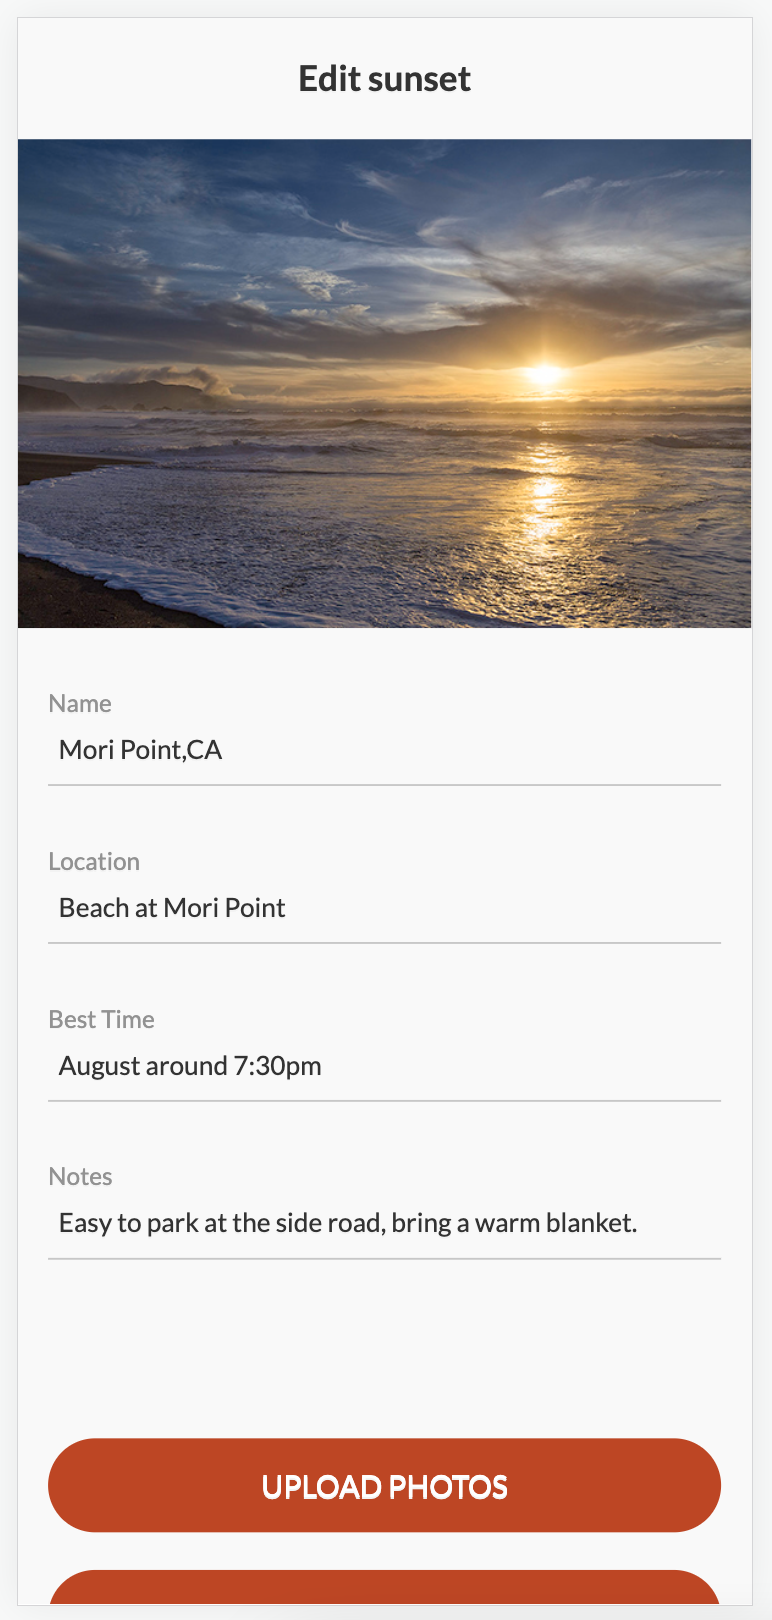 Edit sunset
Name
Mori Point,CA
Location
Beach at Mori Point
Best Time
August around 7:30pm
Notes
Easy to park at the side road, bring a warm blanket.
UPLOAD PHOTOS